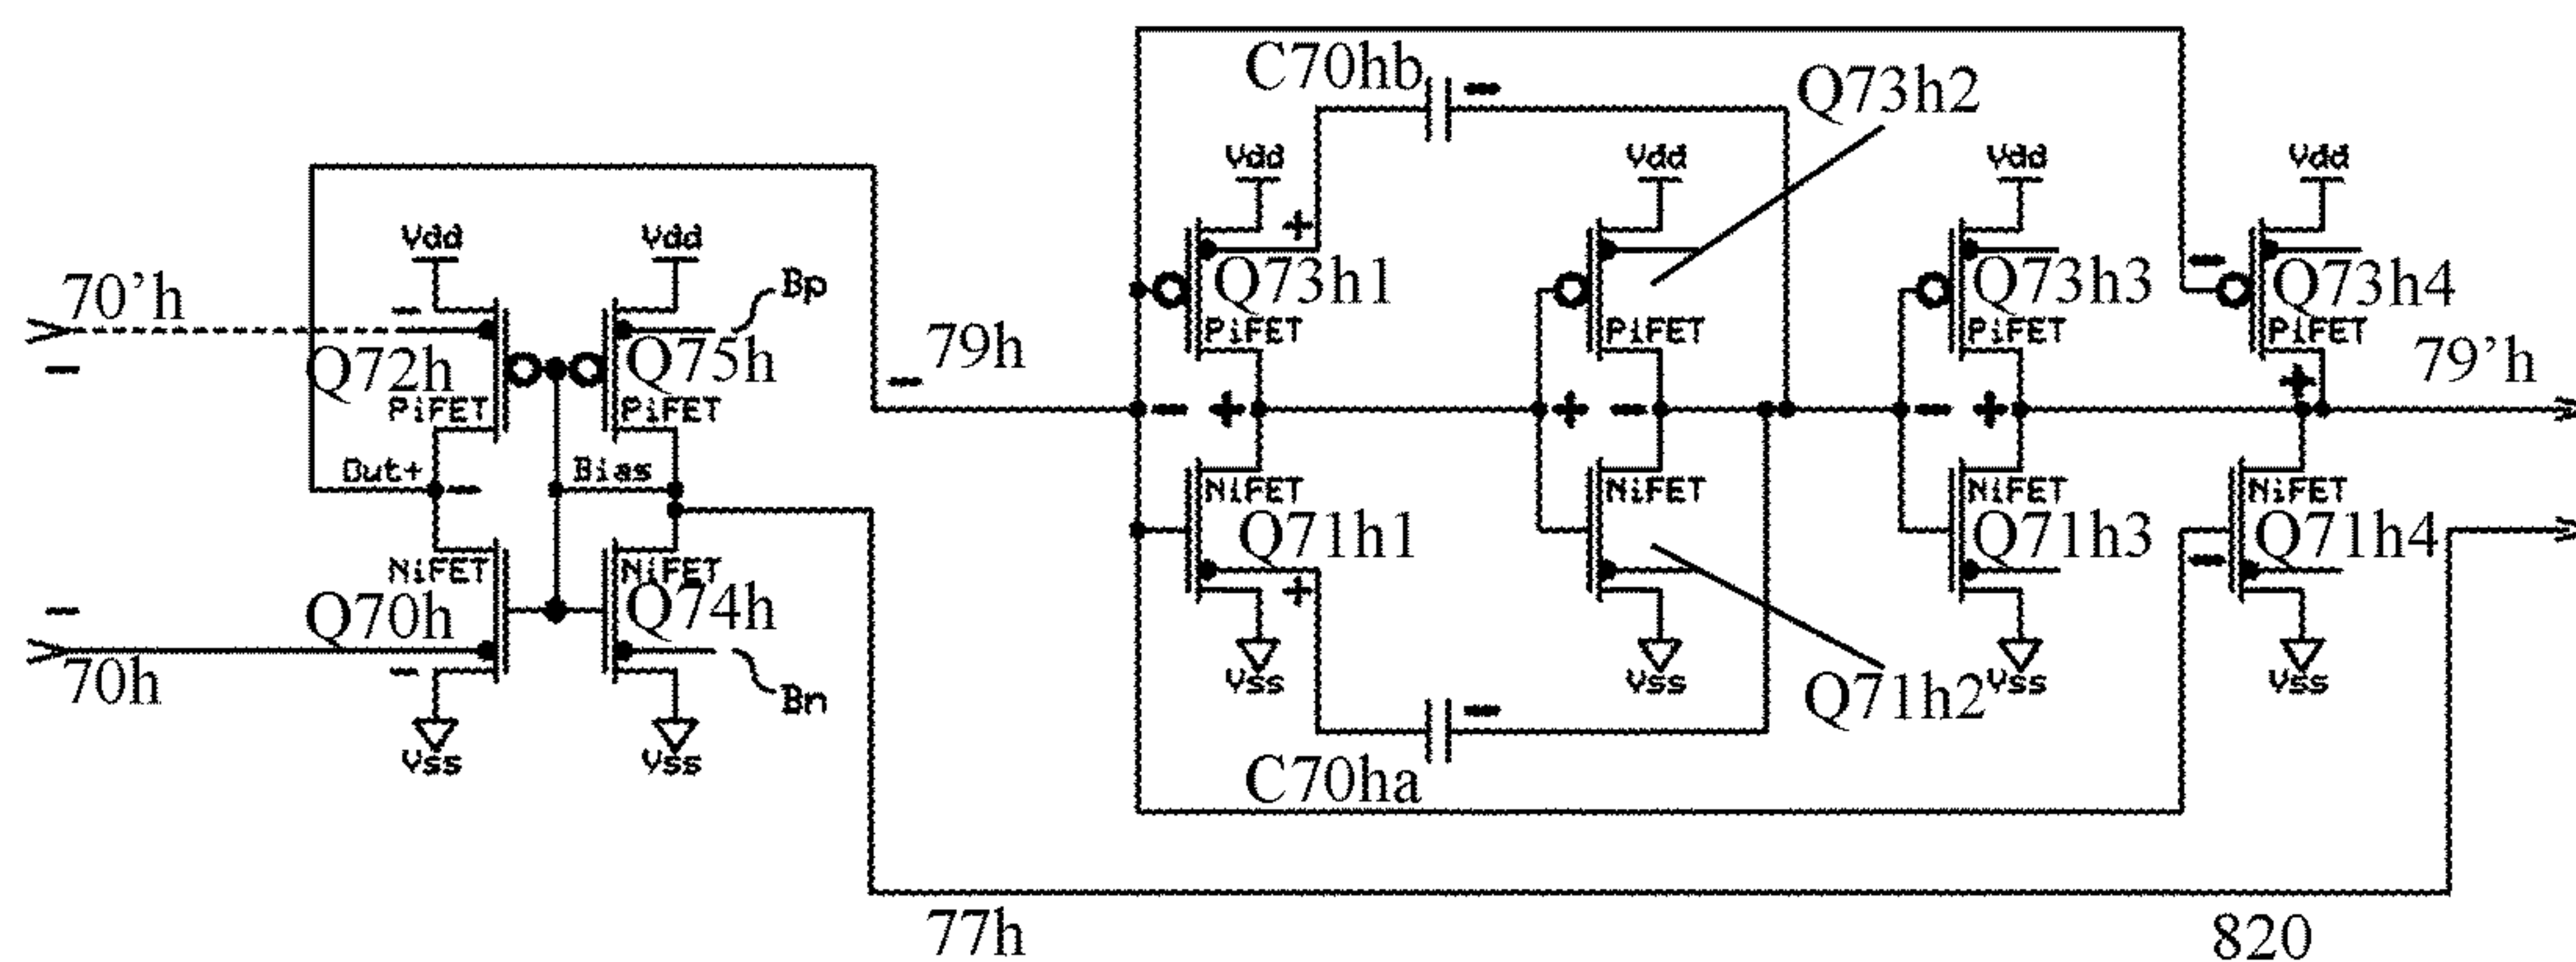 C70hb
Q73h2
Vdd
Vdd
Vdd
Vdd
+
-
Vdd
Vdd
70'h
-
-
Q72h
PiFET
Bp
Q75h
PiFET
79h
-
Q73h1
PiFET
PiFET
Q73h3
PiFET
-
Q73h4
PiFET
+
79'h
- +
+ -
- +
Out+
-
Bias
NiFET
Q70h
-
-
70h
NiFET
Q74h
Bn
Vss
Vss
NiFET
Q71h1
+
NiFET
NiFET
Q71h3
NiFET
Q71h4
-
Vss
Vss
Vss
Vss
Q71h2
-
C70ha
77h
820